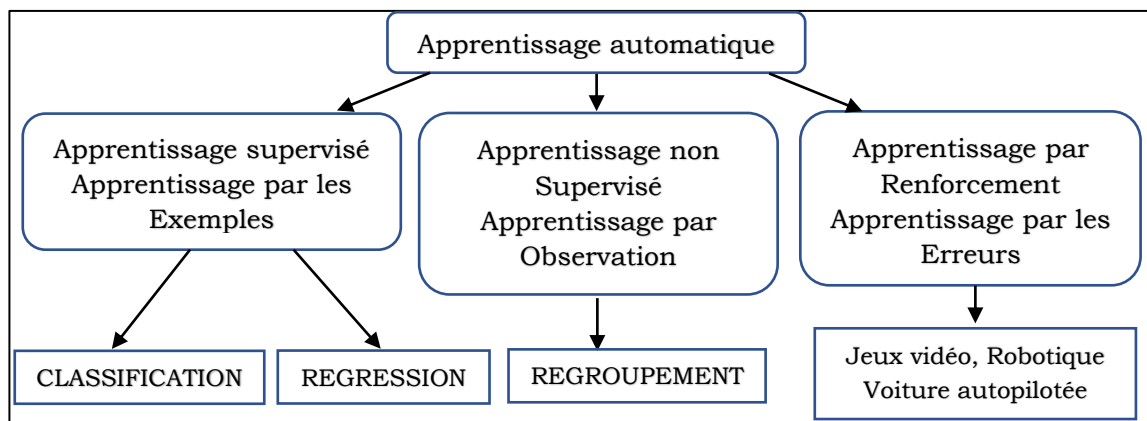 Apprentissage automatique
Apprentissage supervisé
Apprentissage par les
Exemples
Apprentissage non
Supervisé
Apprentissage par
Observation
Apprentissage par
Renforcement
Apprentissage par les
Erreurs
CLASSIFICATION
REGRESSION
REGROUPEMENT
Jeux vidéo, Robotique
Voiture autopilotée